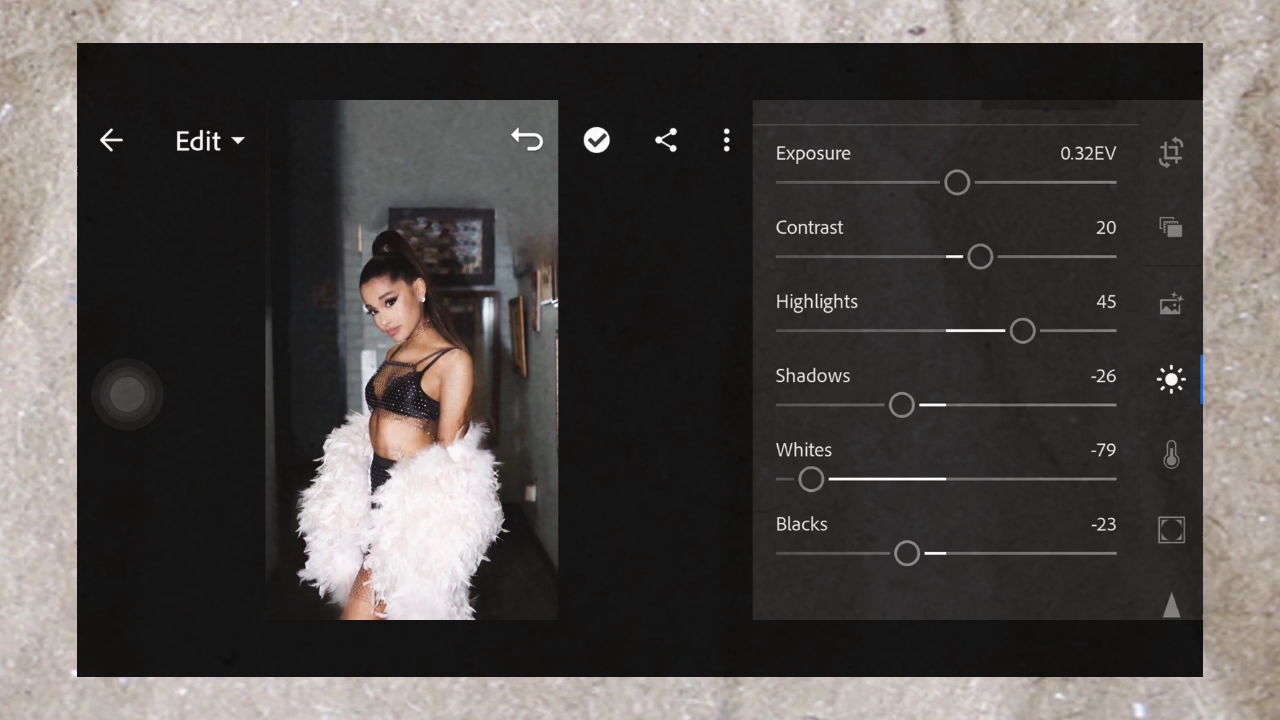 Edit
Exposure 0.32EV
Contrast 20
Highlights 45
Shadows -26
Whites -79
Blacks -23